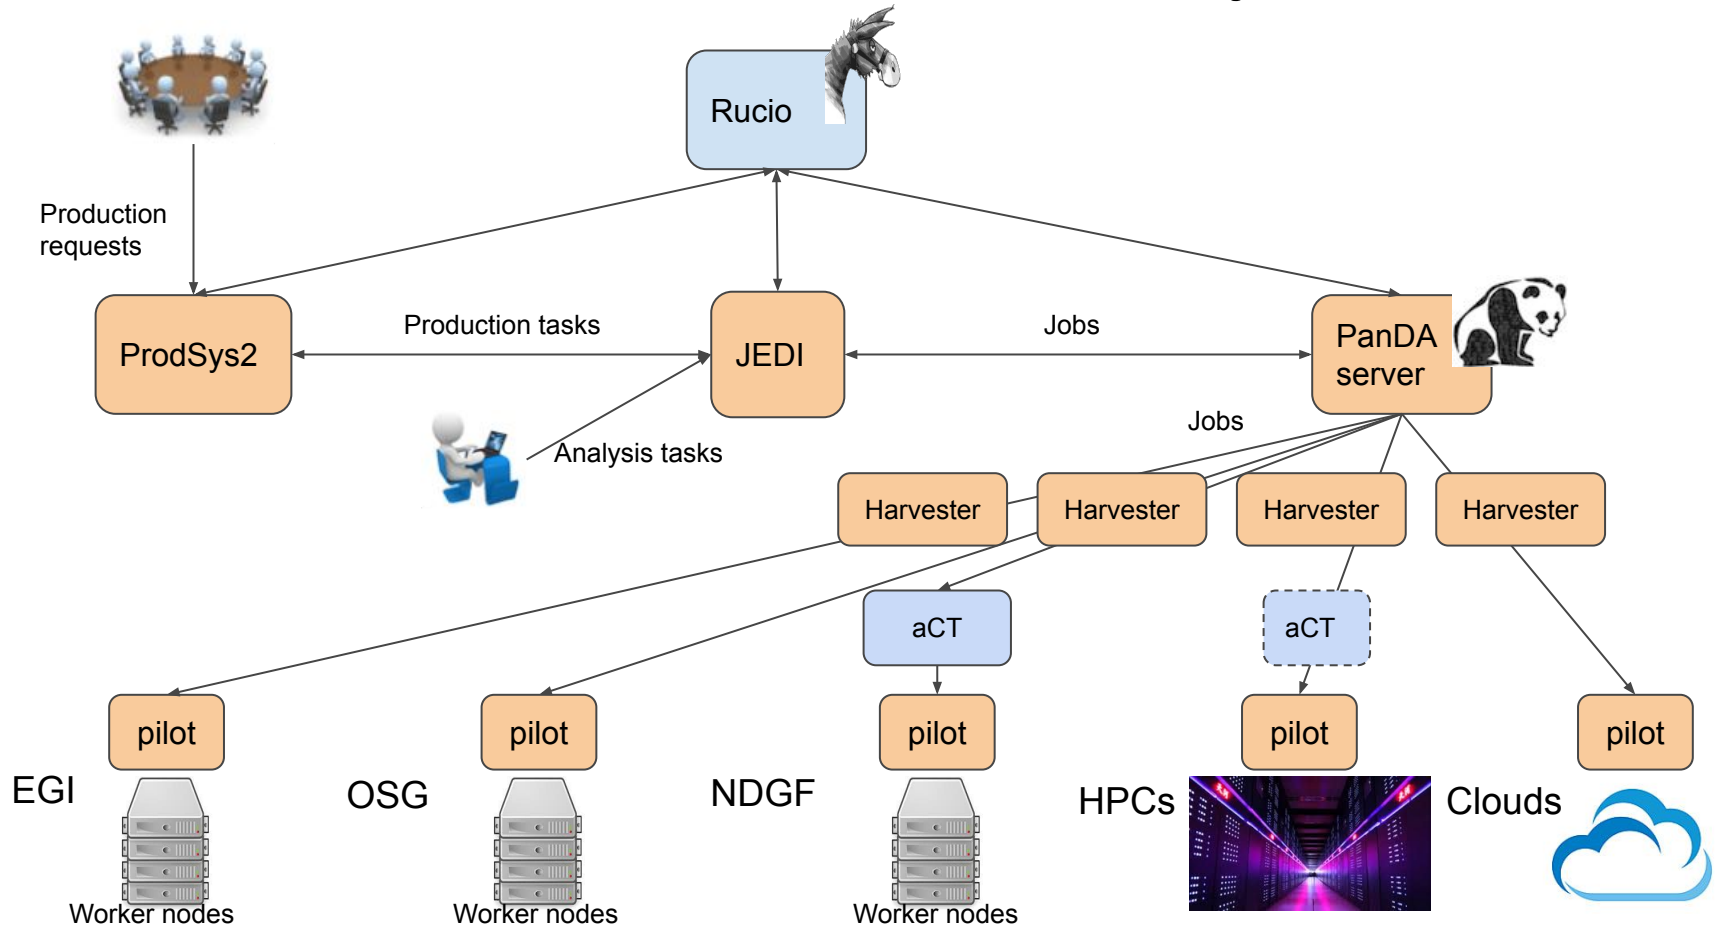 Rucio
Production
requests
ProdSys2
Production tasks
JEDI
Jobs
PanDA
server
Analysis tasks
Jobs
Harvester
Harvester
Harvester
Harvester
aCT
aCT
pilot
pilot
pilot
pilot
pilot
EGI
OSG
NDGF
HPCs
Clouds
Worker nodes
Worker nodes
Worker nodes